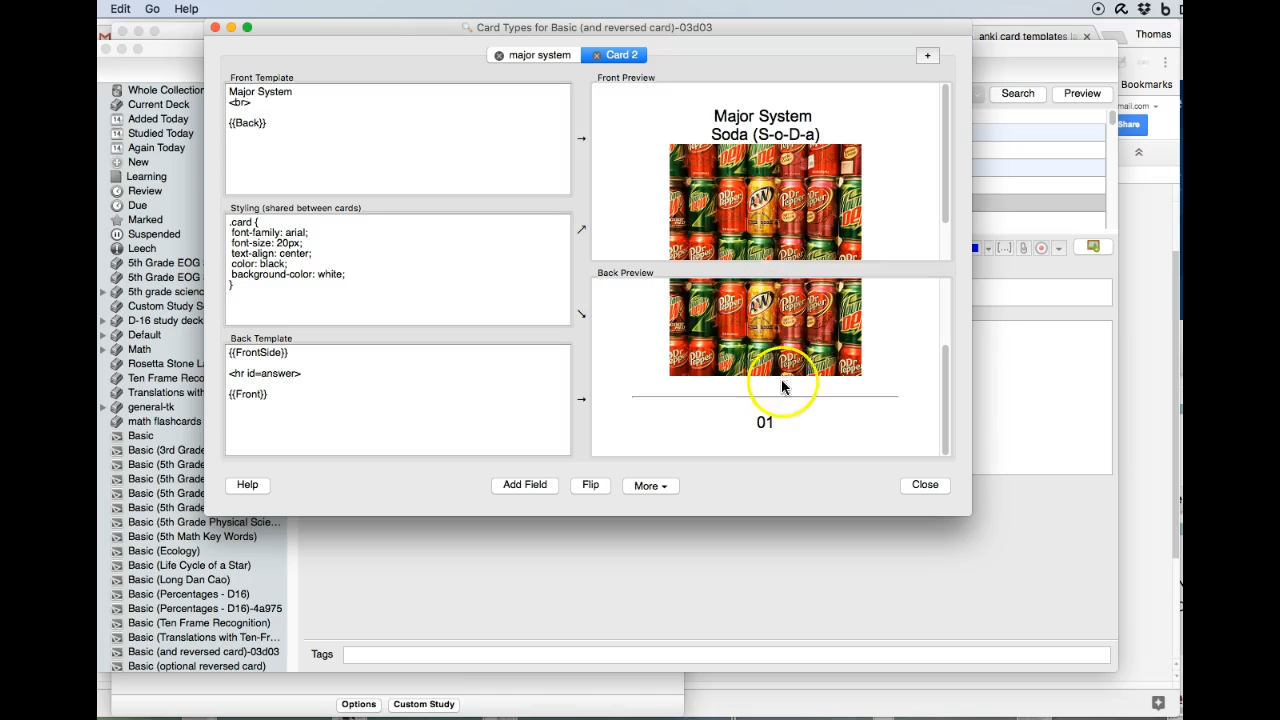 Edit Go Help
Card Types for Basic (and reversed card)-03d03
anki card templates la
Thomas
major system
Card 2
+
Bookmarks
Search
Preview
mail.com
Share
Front Template
Major System
<br>
{{Back}}
Styling (shared between cards)
.card {
font-family: arial;
font-size: 20px;
text-align: center;
color: black;
background-color: white;
}
Back Template
{{FrontSide}}
<hr id=answer>
{{Front}}
Front Preview
Major System
Soda (S-o-D-a)
Back Preview
01
Help
Add Field
Flip
More
Close
Whole Collection
Current Deck
Added Today
Studied Today
Again Today
New
Learning
Review
Due
Marked
Suspended
Leech
5th Grade EOG
5th Grade EOG
5th grade science
Custom Study S
D-16 study deck
Default
Math
Rosetta Stone L
Ten Frame Reco
Translations with
general-tk
math flashcards
Basic
Basic (3rd Grade
Basic (5th Grade
Basic (5th Grade
Basic (5th Grade
Basic (5th Grade
Basic (5th Grade
Basic (5th Grade Physical Scie...
Basic (5th Math Key Words)
Basic (Ecology)
Basic (Life Cycle of a Star)
Basic (Long Dan Cao)
Basic (Percentages - D16)
Basic (Percentages - D16)-4a975
Basic (Ten Frame Recognition)
Basic (Translations with Ten-Fr...
Basic (and reversed card)-03d03
Basic (optional reversed card)
Tags
Options
Custom Study